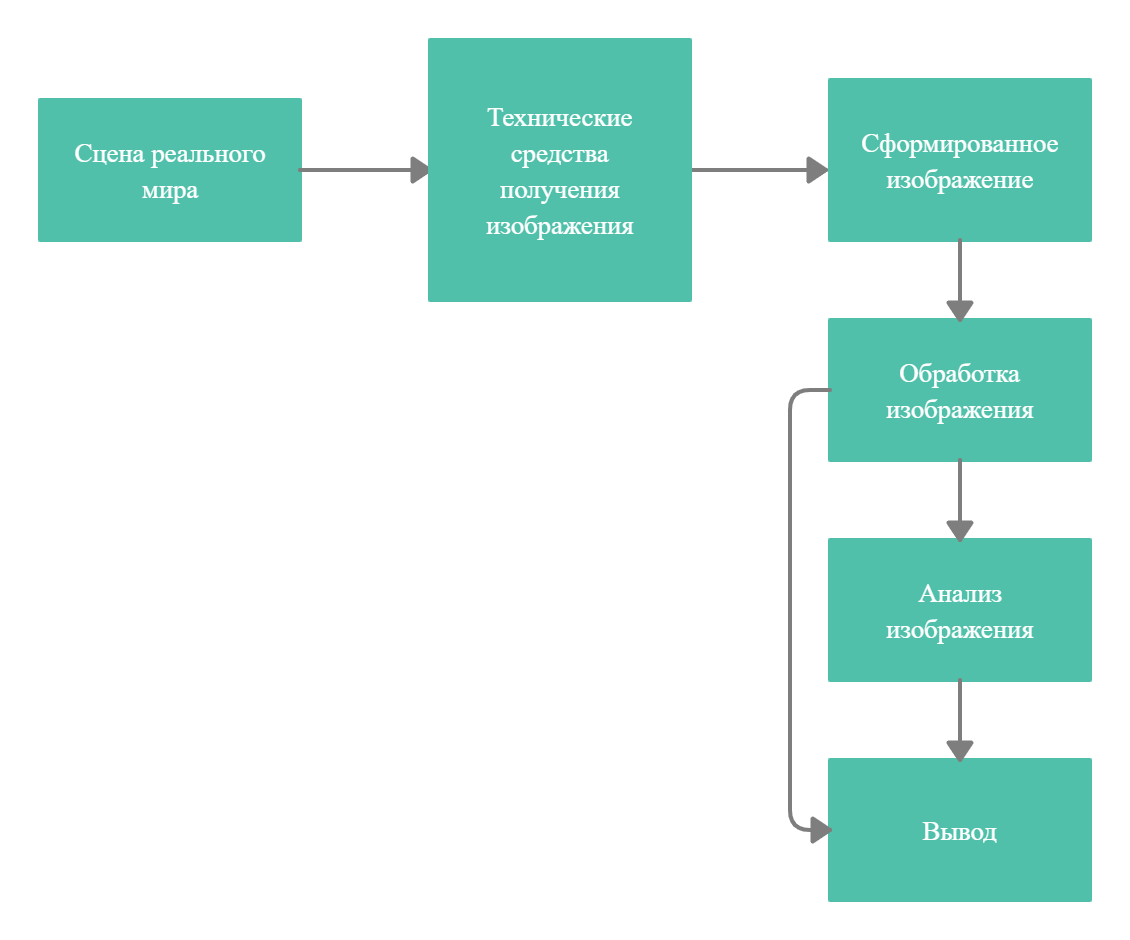 Сцена реального
мира
Технические
средства
получения
изображения
Сформированное
изображение
Обработка
изображения
Анализ
изображения
Вывод